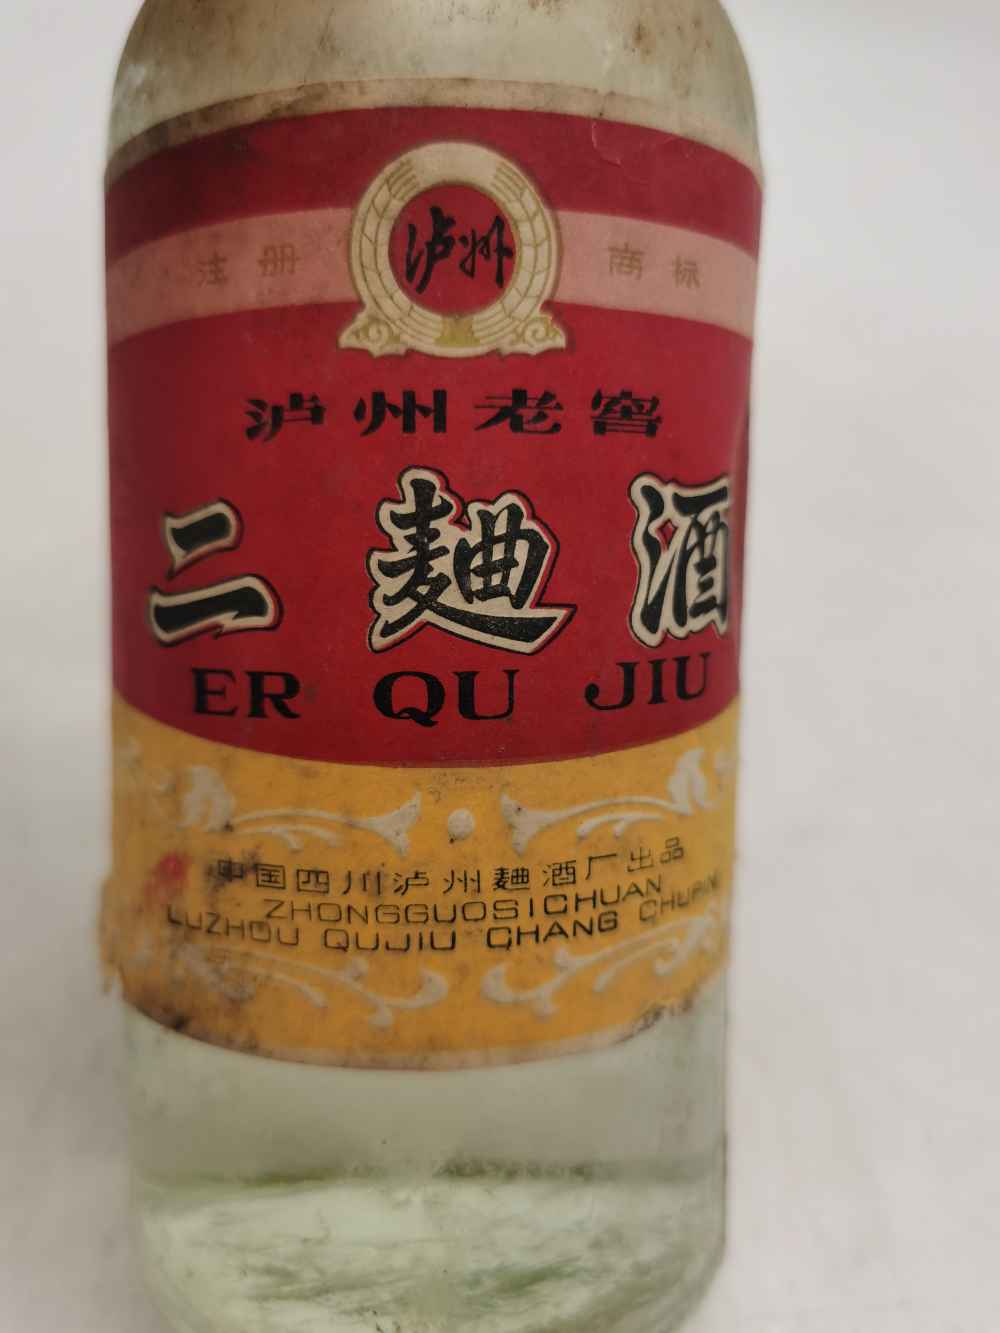 泸州
注册 商标
泸州老窖
二麯酒
ER QU JIU
中国四川泸州麯酒厂出品
ZHONGGUOSICHUAN
LUZHOU QUJIU CHANG CHUPIN